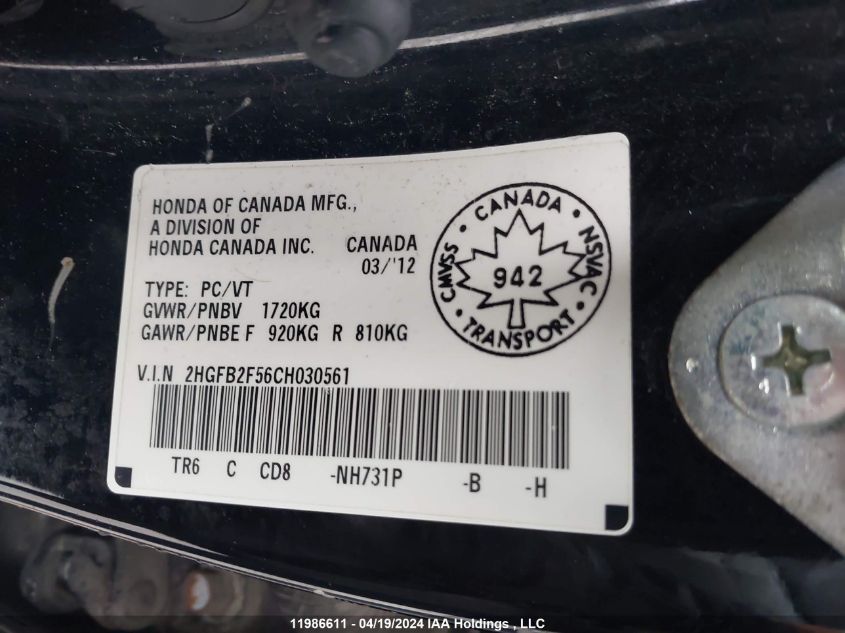 HONDA OF CANADA MFG.,
A DIVISION OF
HONDA CANADA INC. CANADA
03/'12
TYPE: PC/VT
GVWR/PNBV 1720KG
GAWR/PNBE F 920KG R 810KG
V.I.N 2HGFB2F56CH030561
TR6 C CD8 -NH731P -B -H
CMVSS • CANADA • NSVAC • TRANSPORT •
942
11986611 - 04/19/2024 IAA Holdings , LLC